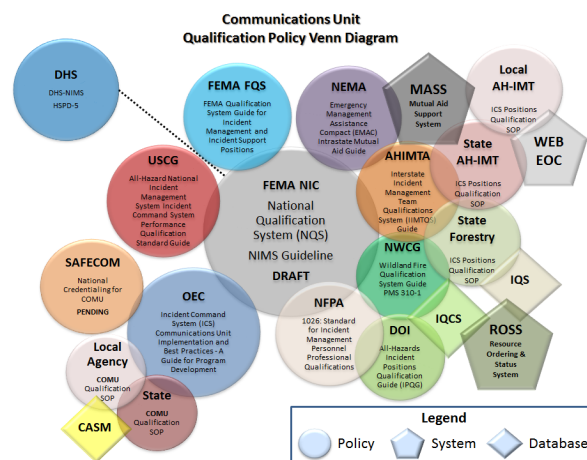 Communications Unit
Qualification Policy Venn Diagram
DHS
DHS-NIMS
HSPD-5
FEMA FQS
FEMA Qualification
System Guide for
Incident
Management and
Incident Support
Positions
NEMA
Emergency
Management
Assistance
Compact (EMAC)
Intrastate Mutual
Aid Guide
MASS
Mutual Aid
Support
System
Local
AH-IMT
ICS Positions
Qualification
SOP
WEB
EOC
State
AH-IMT
ICS Positions
Qualification
SOP
USCG
All-Hazard National
Incident
Management
System Incident
Command System
Performance
Qualification
Standard Guide
FEMA NIC
National
Qualification
System (NQS)
NIMS Guideline
DRAFT
AHIMTA
Interstate
Incident
Management
Team
Qualifications
System (IIMTQS)
Guide
State
Forestry
ICS Positions
Qualification
SOP
NWCG
Wildland Fire
Qualification
System Guide
PMS 310-1
IQS
SAFECOM
National
Credentialing for
COMU
PENDING
OEC
Incident Command
System (ICS)
Communications Unit
Implementation and
Best Practices - A
Guide for Program
Development
NFPA
1026: Standard for
Incident
Management
Personnel
Professional
Qualifications
DOI
All-Hazards
Incident
Positions
Qualification
Guide (IPQG)
IQCS
ROSS
Resource
Ordering &
Status
System
Local
Agency
COMU
Qualification
SOP
State
COMU
Qualification
SOP
CASM
Legend
Policy
System
Database